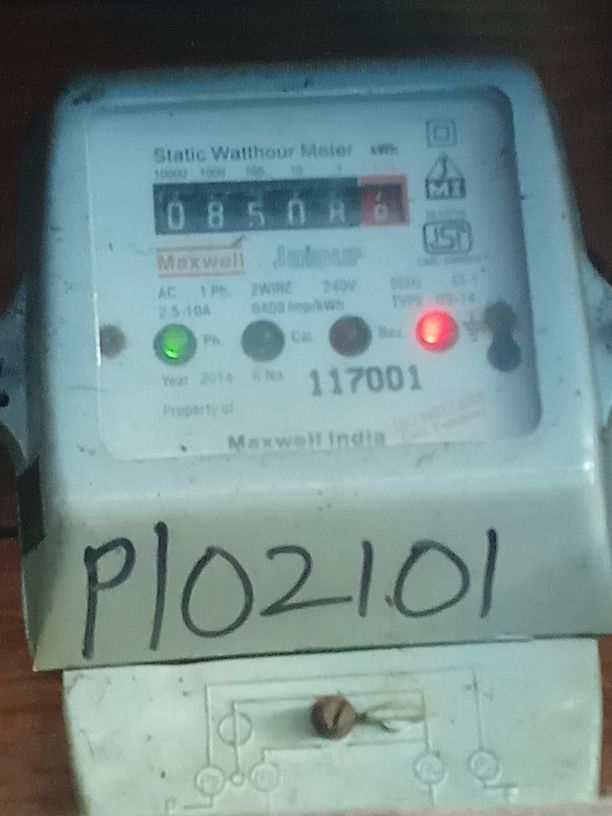 Static Watthour Meter kWh
10000 1000 100 10 1
0 8 5 0 8
Maxwell Jaipur
AC 1 Ph. 2WIRE 240V
2.5-10A 6400 Imp/kWh
Ph Cal. Rev.
Year 2014 S No. 117001
Property of
Maxwell India
P102101